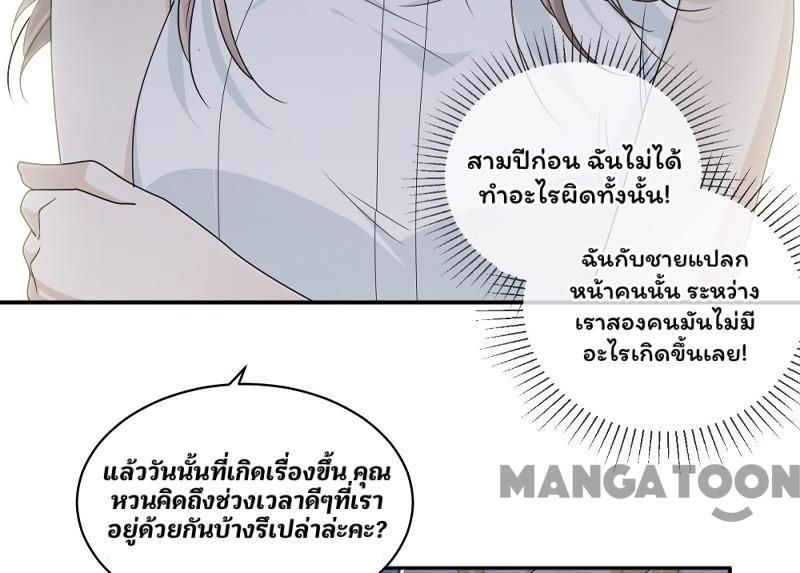 สามปีก่อน ฉันไม่ได้
ทำอะไรผิดทั้งนั้น!
ฉันกับชายแปลก
หน้าคนนั้น ระหว่าง
เราสองคนมันไม่มี
อะไรเกิดขึ้นเลย!
แล้ววันนั้นที่เกิดเรื่องขึ้น คุณ
หวนคิดถึงช่วงเวลาดีๆที่เรา
อยู่ด้วยกันบ้างรึเปล่าล่ะคะ?
MANGATOON